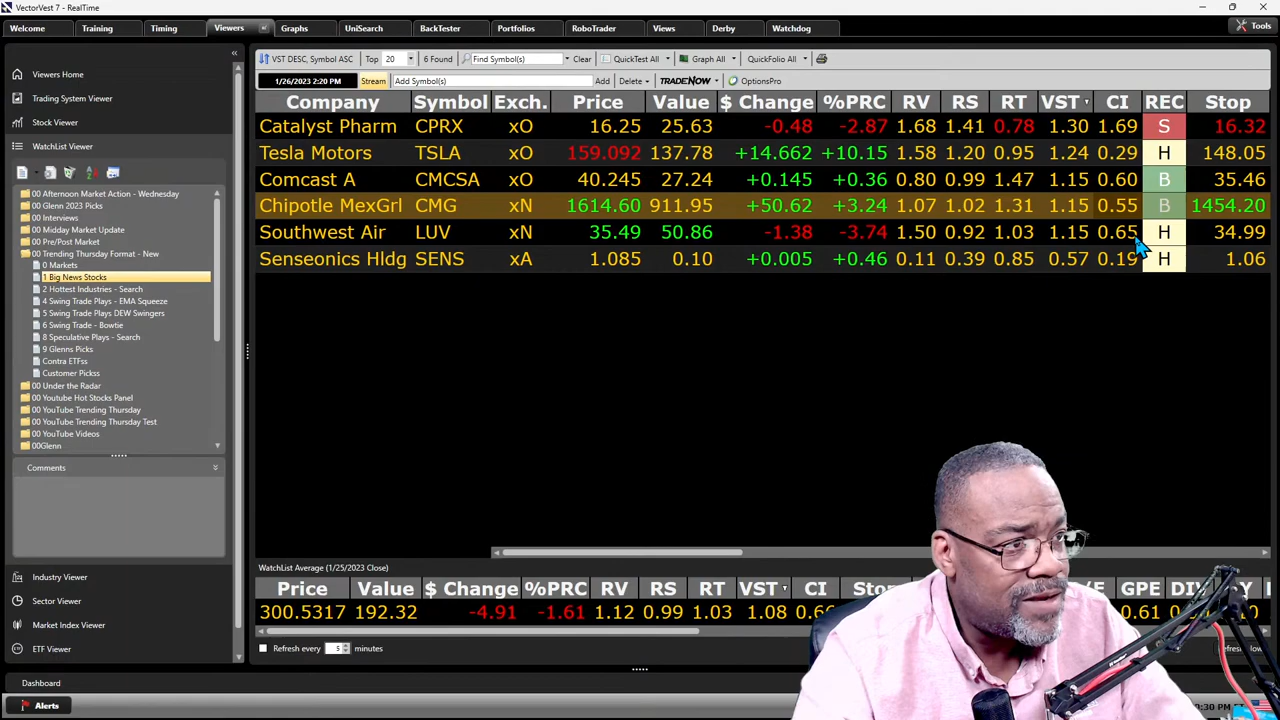 VectorVest 7 - RealTime
Welcome Training Timing Viewers Graphs UniSearch BackTester Portfolios RoboTrader Views Derby Watchdog Tools
VST DESC, Symbol ASC Top 20 6 Found Find Symbol(s) Clear QuickTest All Graph All QuickFolio All
1/26/2023 2:20 PM Stream Add Symbol(s) Add Delete TRADENOW OptionsPro
Viewers Home
Trading System Viewer
Stock Viewer
WatchList Viewer
00 Afternoon Market Action - Wednesday
00 Glenn 2023 Picks
00 Interviews
00 Midday Market Update
00 Pre/Post Market
00 Trending Thursday Format - New
0 Markets
1 Big News Stocks
2 Hottest Industries - Search
4 Swing Trade Plays - EMA Squeeze
5 Swing Trade Plays DEW Swingers
6 Swing Trade - Bowtie
8 Speculative Plays - Search
9 Glenns Picks
Contra ETFss
Customer Pickss
00 Under the Radar
00 Youtube Hot Stocks Panel
00 YouTube Trending Thursday
00 YouTube Trending Thursday Test
00 YouTube Videos
00Glenn
Comments
Industry Viewer
Sector Viewer
Market Index Viewer
ETF Viewer
Company Symbol Exch. Price Value $ Change %PRC RV RS RT VST CI REC Stop
Catalyst Pharm CPRX xO 16.25 25.63 -0.48 -2.87 1.68 1.41 0.78 1.30 1.69 S 16.32
Tesla Motors TSLA xO 159.092 137.78 +14.662 +10.15 1.58 1.20 0.95 1.24 0.29 H 148.05
Comcast A CMCSA xO 40.245 27.24 +0.145 +0.36 0.80 0.99 1.47 1.15 0.60 B 35.46
Chipotle MexGrl CMG xN 1614.60 911.95 +50.62 +3.24 1.07 1.02 1.31 1.15 0.55 B 1454.20
Southwest Air LUV xN 35.49 50.86 -1.38 -3.74 1.50 0.92 1.03 1.15 0.65 H 34.99
Senseonics Hldg SENS xA 1.085 0.10 +0.005 +0.46 0.11 0.39 0.85 0.57 0.19 H 1.06
WatchList Average (1/25/2023 Close)
Price Value $ Change %PRC RV RS RT VST CI GPE
300.5317 192.32 -4.91 -1.61 1.12 0.99 1.03 1.08 0.61
Refresh every 5 minutes
Dashboard
Alerts